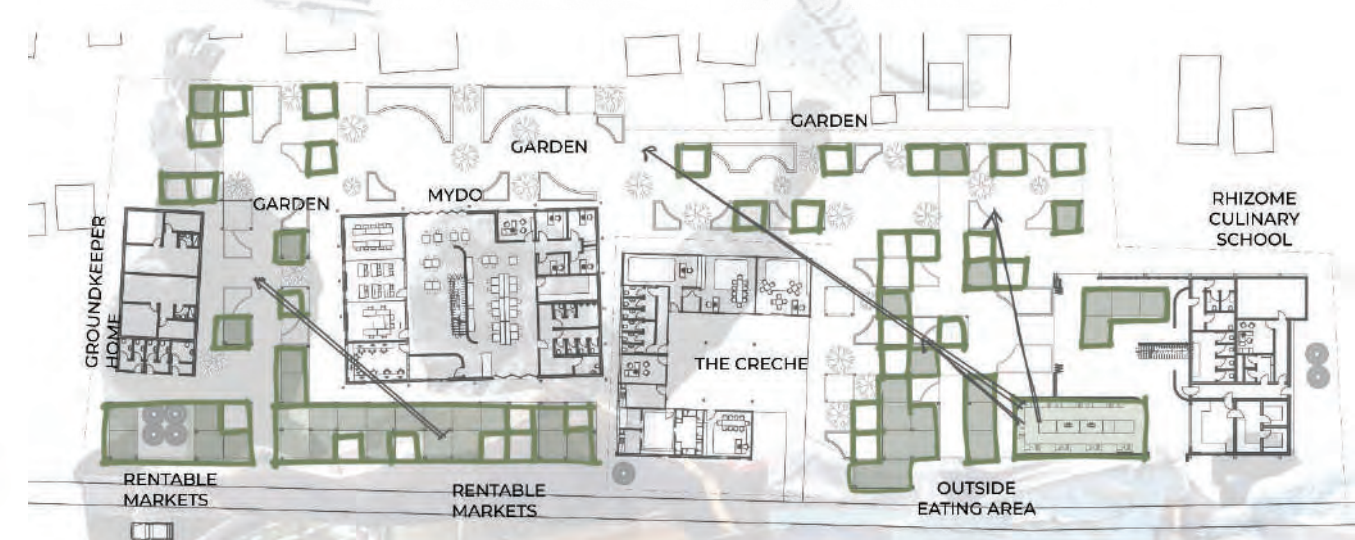 GARDEN
GARDEN
MYDO
GARDEN
RHIZOME
CULINARY
SCHOOL
GROUNDKEEPER
HOME
THE CRECHE
RENTABLE
MARKETS
RENTABLE
MARKETS
OUTSIDE
EATING AREA